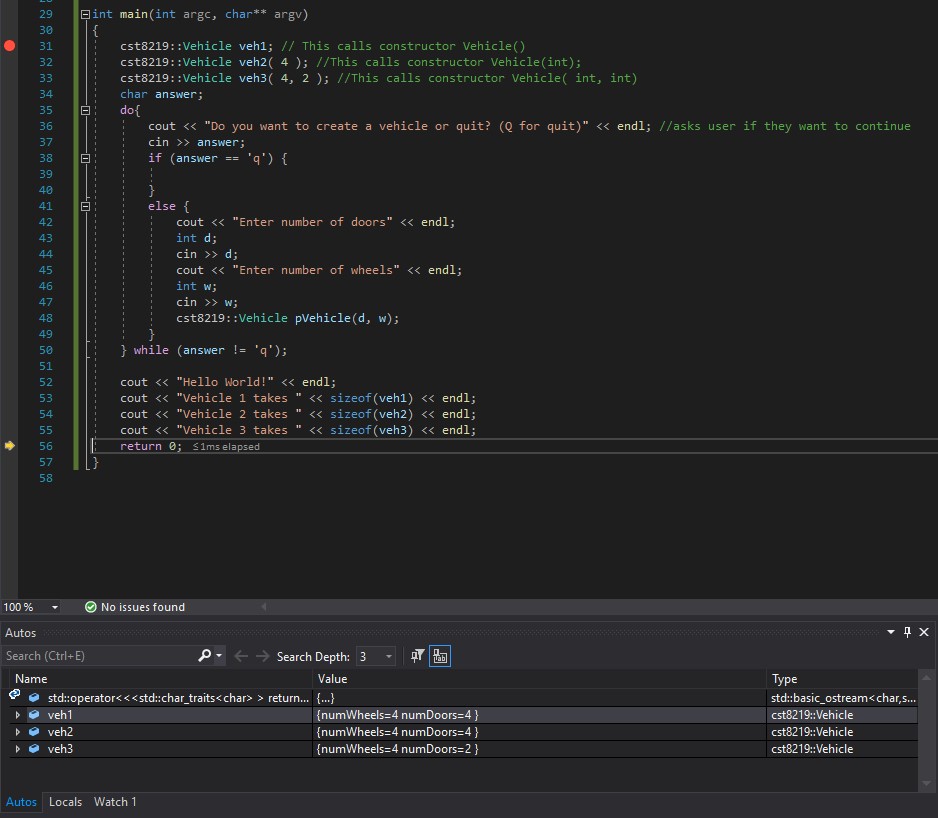 28
29 int main(int argc, char** argv)
30 {
31 cst8219::Vehicle veh1; // This calls constructor Vehicle()
32 cst8219::Vehicle veh2( 4 ); //This calls constructor Vehicle(int);
33 cst8219::Vehicle veh3( 4, 2 ); //This calls constructor Vehicle( int, int)
34 char answer;
35 do{
36 cout << "Do you want to create a vehicle or quit? (Q for quit)" << endl; //asks user if they want to continue
37 cin >> answer;
38 if (answer == 'q') {
39
40 }
41 else {
42 cout << "Enter number of doors" << endl;
43 int d;
44 cin >> d;
45 cout << "Enter number of wheels" << endl;
46 int w;
47 cin >> w;
48 cst8219::Vehicle pVehicle(d, w);
49 }
50 } while (answer != 'q');
51
52 cout << "Hello World!" << endl;
53 cout << "Vehicle 1 takes " << sizeof(veh1) << endl;
54 cout << "Vehicle 2 takes " << sizeof(veh2) << endl;
55 cout << "Vehicle 3 takes " << sizeof(veh3) << endl;
56 return 0; ≤1ms elapsed
57 }
58
100 % No issues found
Autos
Search (Ctrl+E) Search Depth: 3
Name Value Type
std::operator<<<std::char_traits<char> > return... {...} std::basic_ostream<char,s...
veh1 {numWheels=4 numDoors=4 } cst8219::Vehicle
veh2 {numWheels=4 numDoors=4 } cst8219::Vehicle
veh3 {numWheels=4 numDoors=2 } cst8219::Vehicle
Autos Locals Watch 1